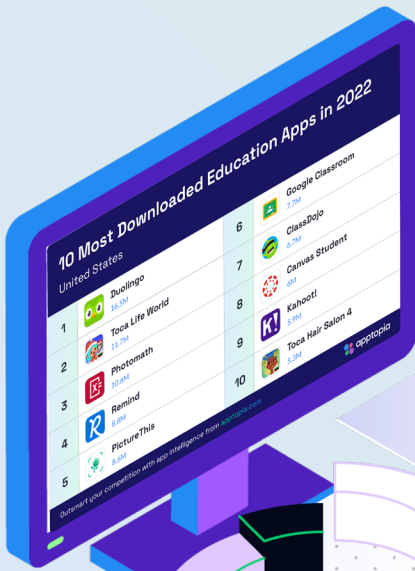 10 Most Downloaded Education Apps in 2022
United States
1
Duolingo
16.5M
2
Toca Life World
11.7M
3
Photomath
10.6M
4
Remind
8.8M
5
PictureThis
8.6M
6
Google Classroom
7.7M
7
ClassDojo
6.7M
8
Canvas Student
6M
9
Kahoot!
5.9M
10
Toca Hair Salon 4
5.3M
Outsmart your competition with app intelligence from apptopia.com
apptopia